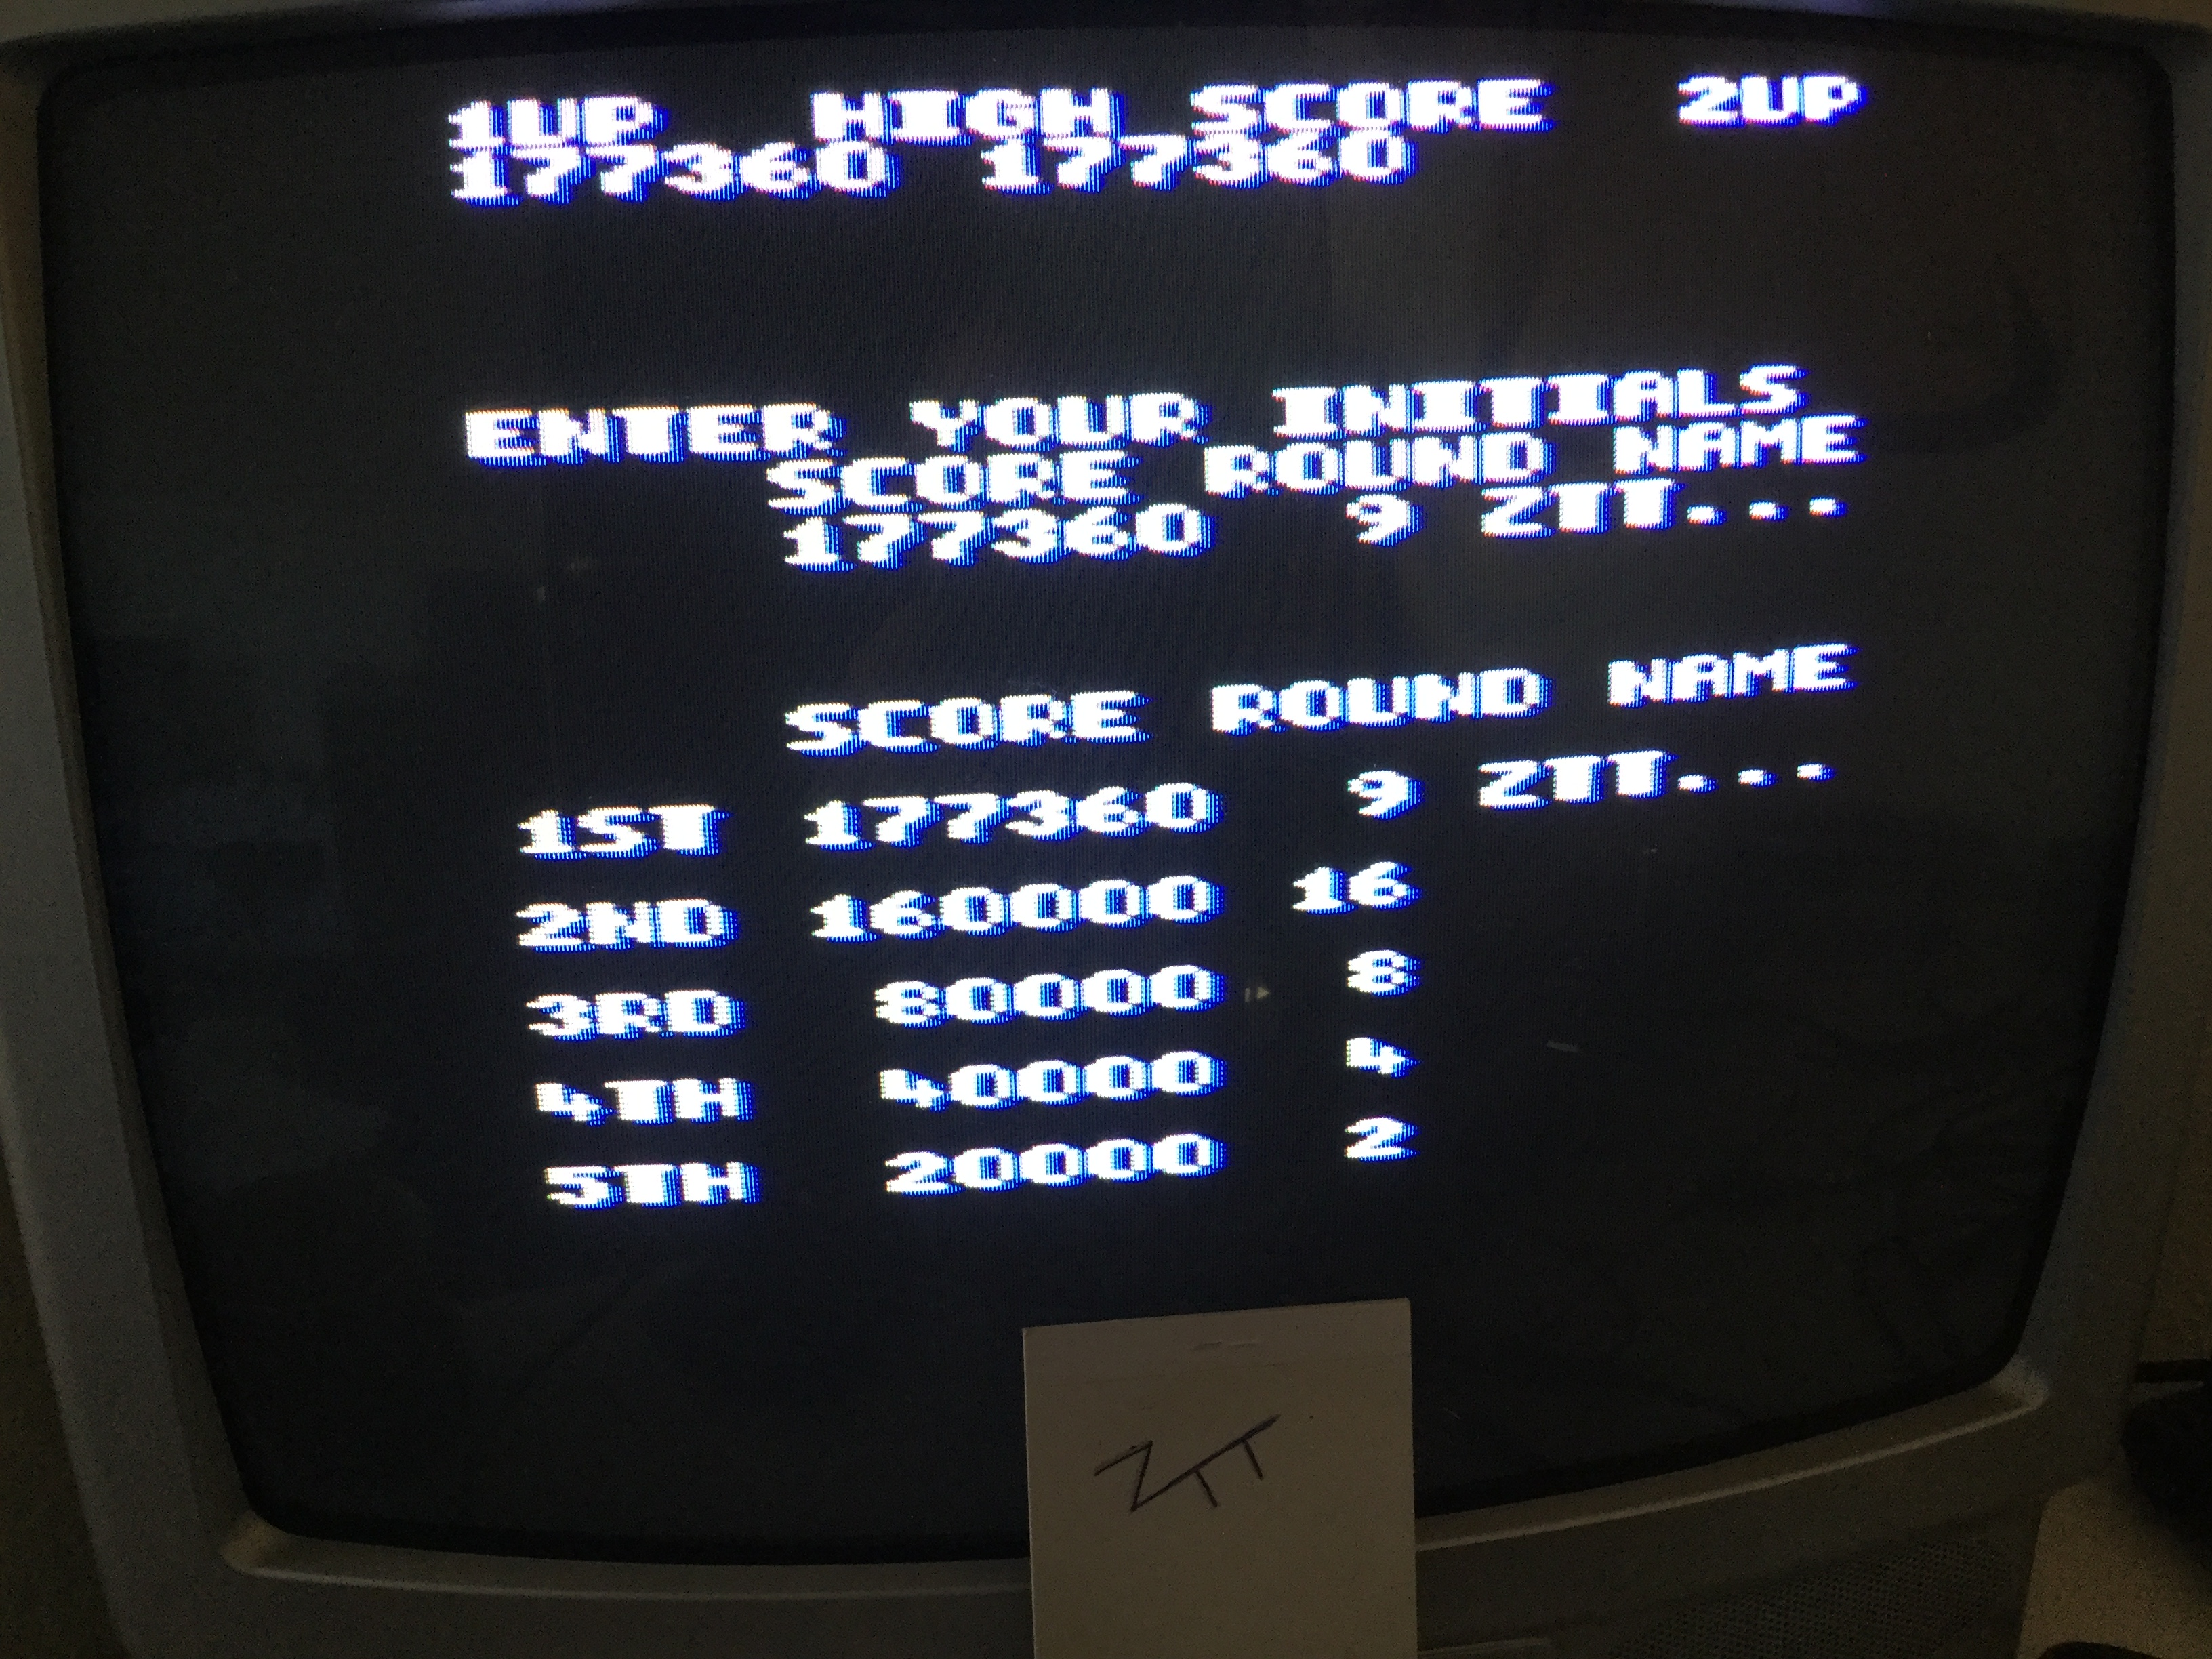 1UP HIGH SCORE 2UP
177360 177360
ENTER YOUR INITIALS
SCORE ROUND NAME
177360 9 ZTT...
SCORE ROUND NAME
1ST 177360 9 ZTT...
2ND 160000 16
3RD 80000 8
4TH 40000 4
5TH 20000 2
ZTT